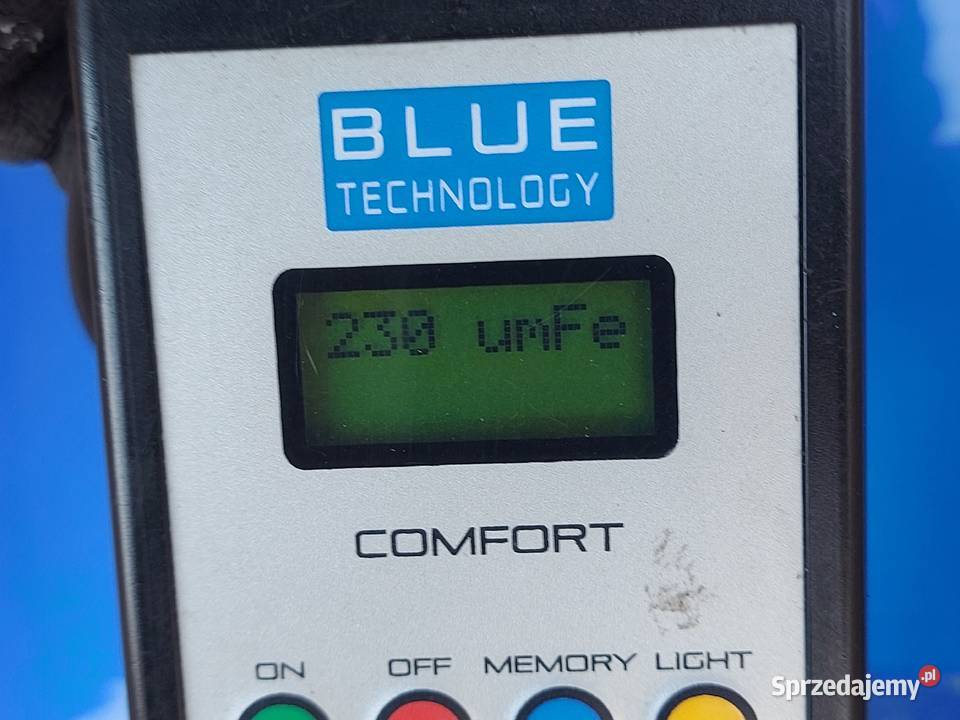 BLUE
TECHNOLOGY
230 umFe
COMFORT
ON OFF MEMORY LIGHT
Sprzedajemy.pl